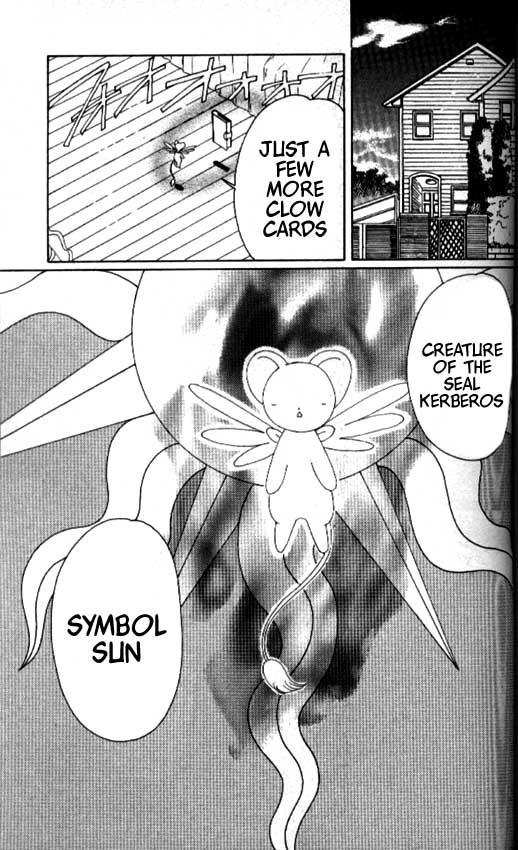 JUST A
FEW
MORE
CLOW
CARDS
CREATURE
OF THE
SEAL
KERBEROS
SYMBOL
SUN